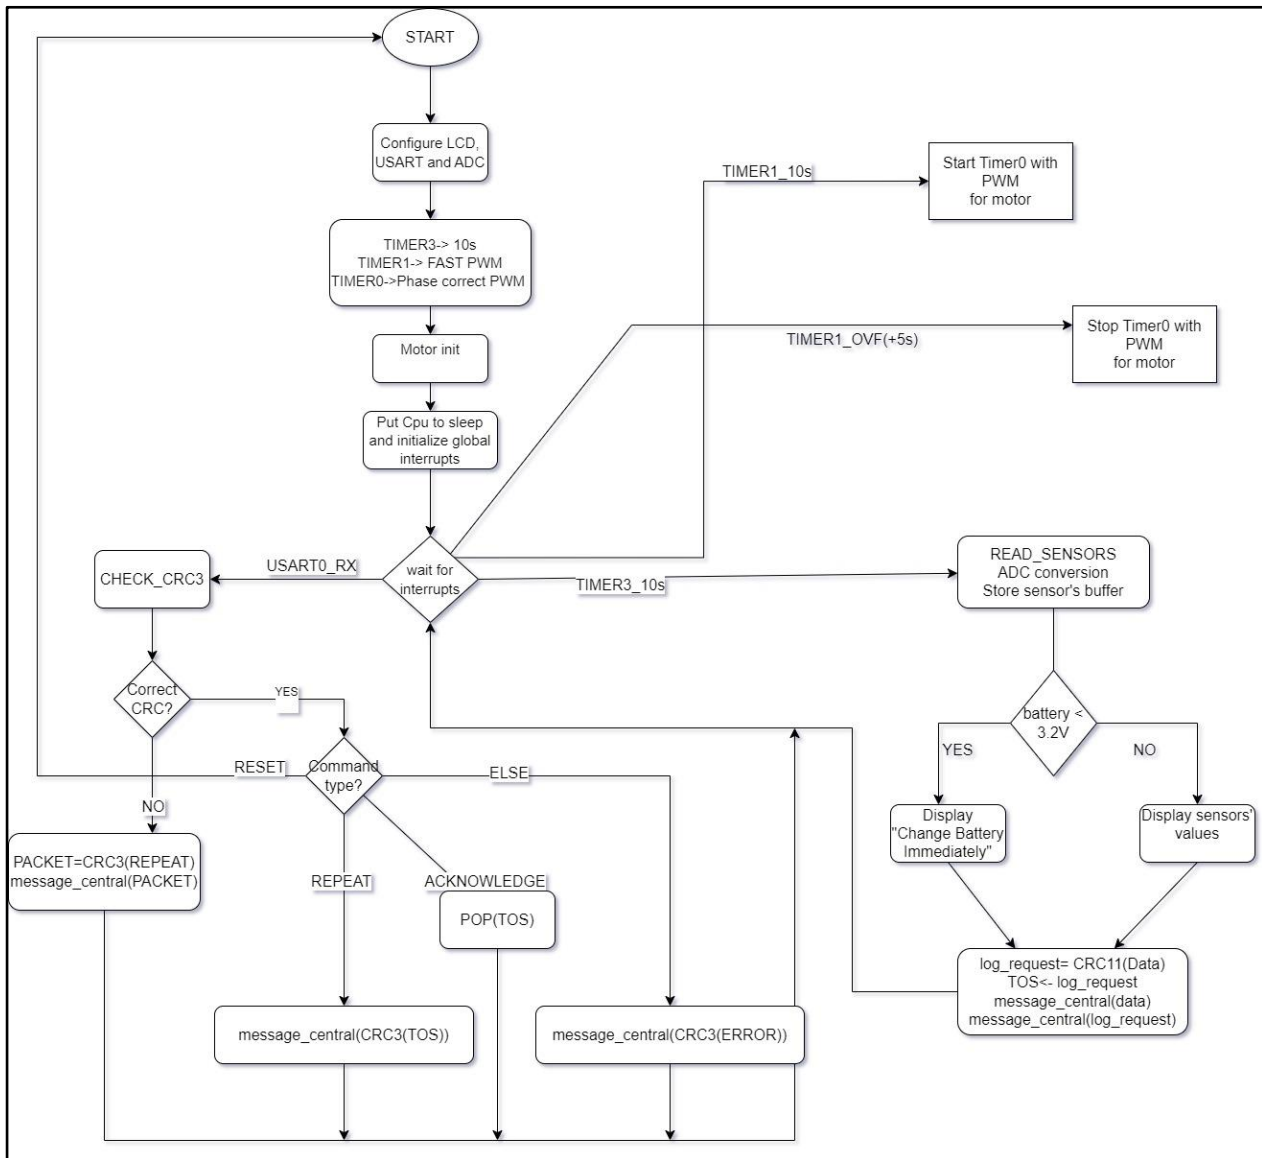 START
Configure LCD,
USART and ADC
TIMER3-> 10s
TIMER1-> FAST PWM
TIMER0->Phase correct PWM
Motor init
Put Cpu to sleep
and initialize global
interrupts
wait for
interrupts
TIMER1_10s
Start Timer0 with
PWM
for motor
TIMER1_OVF(+5s)
Stop Timer0 with
PWM
for motor
USART0_RX
CHECK_CRC3
Correct
CRC?
YES
NO
PACKET=CRC3(REPEAT)
message_central(PACKET)
Command
type?
RESET
ELSE
REPEAT
ACKNOWLEDGE
POP(TOS)
message_central(CRC3(TOS))
message_central(CRC3(ERROR))
TIMER3_10s
READ_SENSORS
ADC conversion
Store sensor's buffer
battery <
3.2V
YES
NO
Display
"Change Battery
Immediately"
Display sensors'
values
log_request= CRC11(Data)
TOS<- log_request
message_central(data)
message_central(log_request)